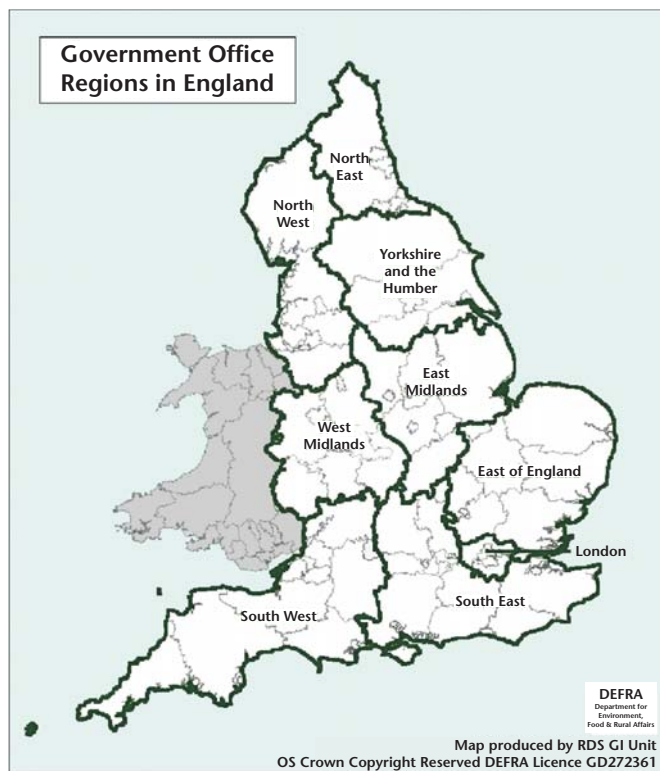 Government Office
Regions in England
North
East
North
West
Yorkshire
and the
Humber
East
Midlands
West
Midlands
East of England
London
South East
South West
DEFRA
Department for
Environment,
Food & Rural Affairs
Map produced by RDS GI Unit
OS Crown Copyright Reserved DEFRA Licence GD272361